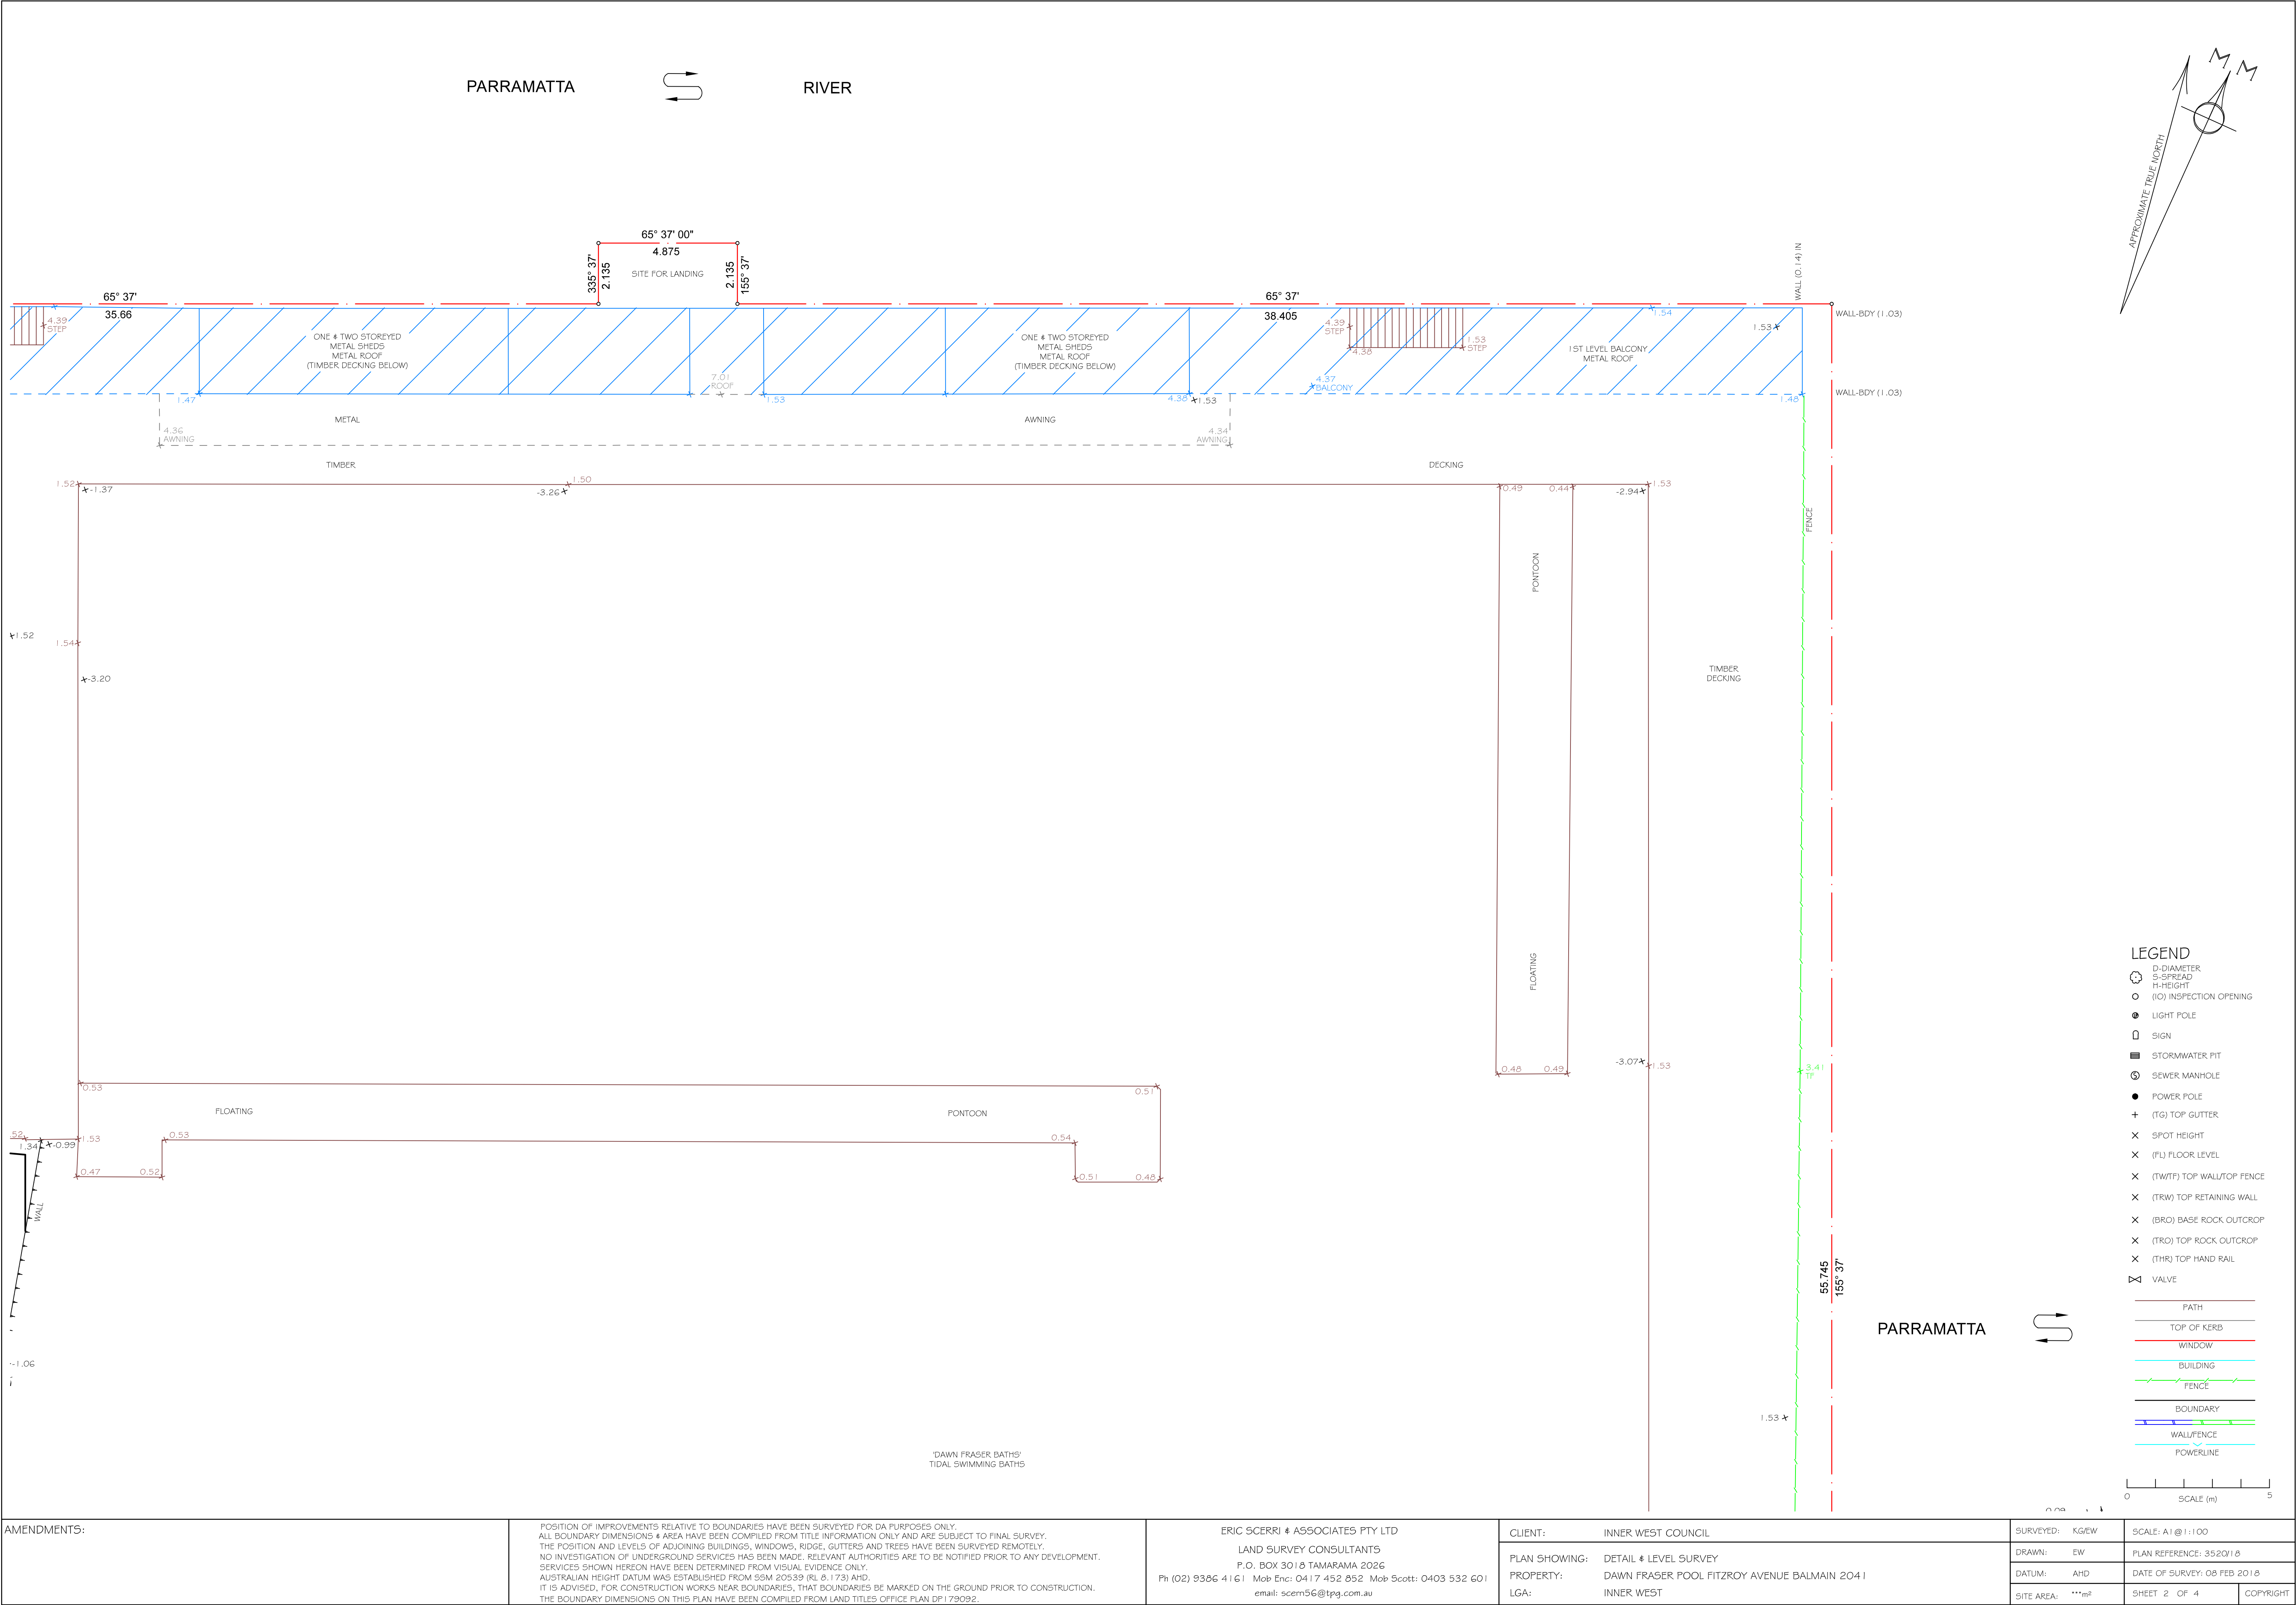 PARRAMATTA RIVER
M M
APPROXIMATE TRUE NORTH
65° 37' 00"
4.875
335° 37'
2.135
SITE FOR LANDING
2.135
155° 37'
WALL (0.14) IN
65° 37'
35.66
65° 37'
38.405
WALL-BDY (1.03)
4.39
STEP
ONE & TWO STOREYED
METAL SHEDS
METAL ROOF
(TIMBER DECKING BELOW)
ONE & TWO STOREYED
METAL SHEDS
METAL ROOF
(TIMBER DECKING BELOW)
4.39
STEP
4.38
1.53
STEP
1.54
1.53
1ST LEVEL BALCONY
METAL ROOF
7.01
ROOF
4.37
BALCONY
1.47
1.53
4.38
1.53
1.48
WALL-BDY (1.03)
METAL AWNING
4.36
AWNING
4.34
AWNING
TIMBER DECKING
1.52
-1.37
-3.26
1.50
0.49
0.44
-2.94
1.53
FENCE
PONTOON
1.52
1.54
-3.20
TIMBER
DECKING
FLOATING
-3.07
1.53
0.48
0.49
3.41
TF
0.53
0.51
FLOATING PONTOON
.52
1.34
-0.99
1.53
0.53
0.54
0.47
0.52
0.51
0.48
WALL
-1.06
55.745
155° 37'
PARRAMATTA
1.53
'DAWN FRASER BATHS'
TIDAL SWIMMING BATHS
LEGEND
D-DIAMETER
S-SPREAD
H-HEIGHT
(IO) INSPECTION OPENING
LIGHT POLE
SIGN
STORMWATER PIT
S SEWER MANHOLE
POWER POLE
(TG) TOP GUTTER
SPOT HEIGHT
(FL) FLOOR LEVEL
(TW/TF) TOP WALL/TOP FENCE
(TRW) TOP RETAINING WALL
(BRO) BASE ROCK OUTCROP
(TRO) TOP ROCK OUTCROP
(THR) TOP HAND RAIL
VALVE
PATH
TOP OF KERB
WINDOW
BUILDING
FENCE
BOUNDARY
WALL/FENCE
POWERLINE
0 5
SCALE (m)
AMENDMENTS:
POSITION OF IMPROVEMENTS RELATIVE TO BOUNDARIES HAVE BEEN SURVEYED FOR DA PURPOSES ONLY.
ALL BOUNDARY DIMENSIONS & AREA HAVE BEEN COMPILED FROM TITLE INFORMATION ONLY AND ARE SUBJECT TO FINAL SURVEY.
THE POSITION AND LEVELS OF ADJOINING BUILDINGS, WINDOWS, RIDGE, GUTTERS AND TREES HAVE BEEN SURVEYED REMOTELY.
NO INVESTIGATION OF UNDERGROUND SERVICES HAS BEEN MADE. RELEVANT AUTHORITIES ARE TO BE NOTIFIED PRIOR TO ANY DEVELOPMENT.
SERVICES SHOWN HEREON HAVE BEEN DETERMINED FROM VISUAL EVIDENCE ONLY.
AUSTRALIAN HEIGHT DATUM WAS ESTABLISHED FROM SSM 20539 (RL 8.173) AHD.
IT IS ADVISED, FOR CONSTRUCTION WORKS NEAR BOUNDARIES, THAT BOUNDARIES BE MARKED ON THE GROUND PRIOR TO CONSTRUCTION.
THE BOUNDARY DIMENSIONS ON THIS PLAN HAVE BEEN COMPILED FROM LAND TITLES OFFICE PLAN DP179092.
ERIC SCERRI & ASSOCIATES PTY LTD
LAND SURVEY CONSULTANTS
P.O. BOX 3018 TAMARAMA 2026
Ph (02) 9386 4161 Mob Enc: 0417 452 852 Mob Scott: 0403 532 601
email: scerri56@tpg.com.au
CLIENT: INNER WEST COUNCIL
PLAN SHOWING: DETAIL & LEVEL SURVEY
PROPERTY: DAWN FRASER POOL FITZROY AVENUE BALMAIN 2041
LGA: INNER WEST
SURVEYED: KG/EW
DRAWN: EW
DATUM: AHD
SITE AREA: ***m²
SCALE: A1@1:100
PLAN REFERENCE: 3520/18
DATE OF SURVEY: 08 FEB 2018
SHEET 2 OF 4
COPYRIGHT